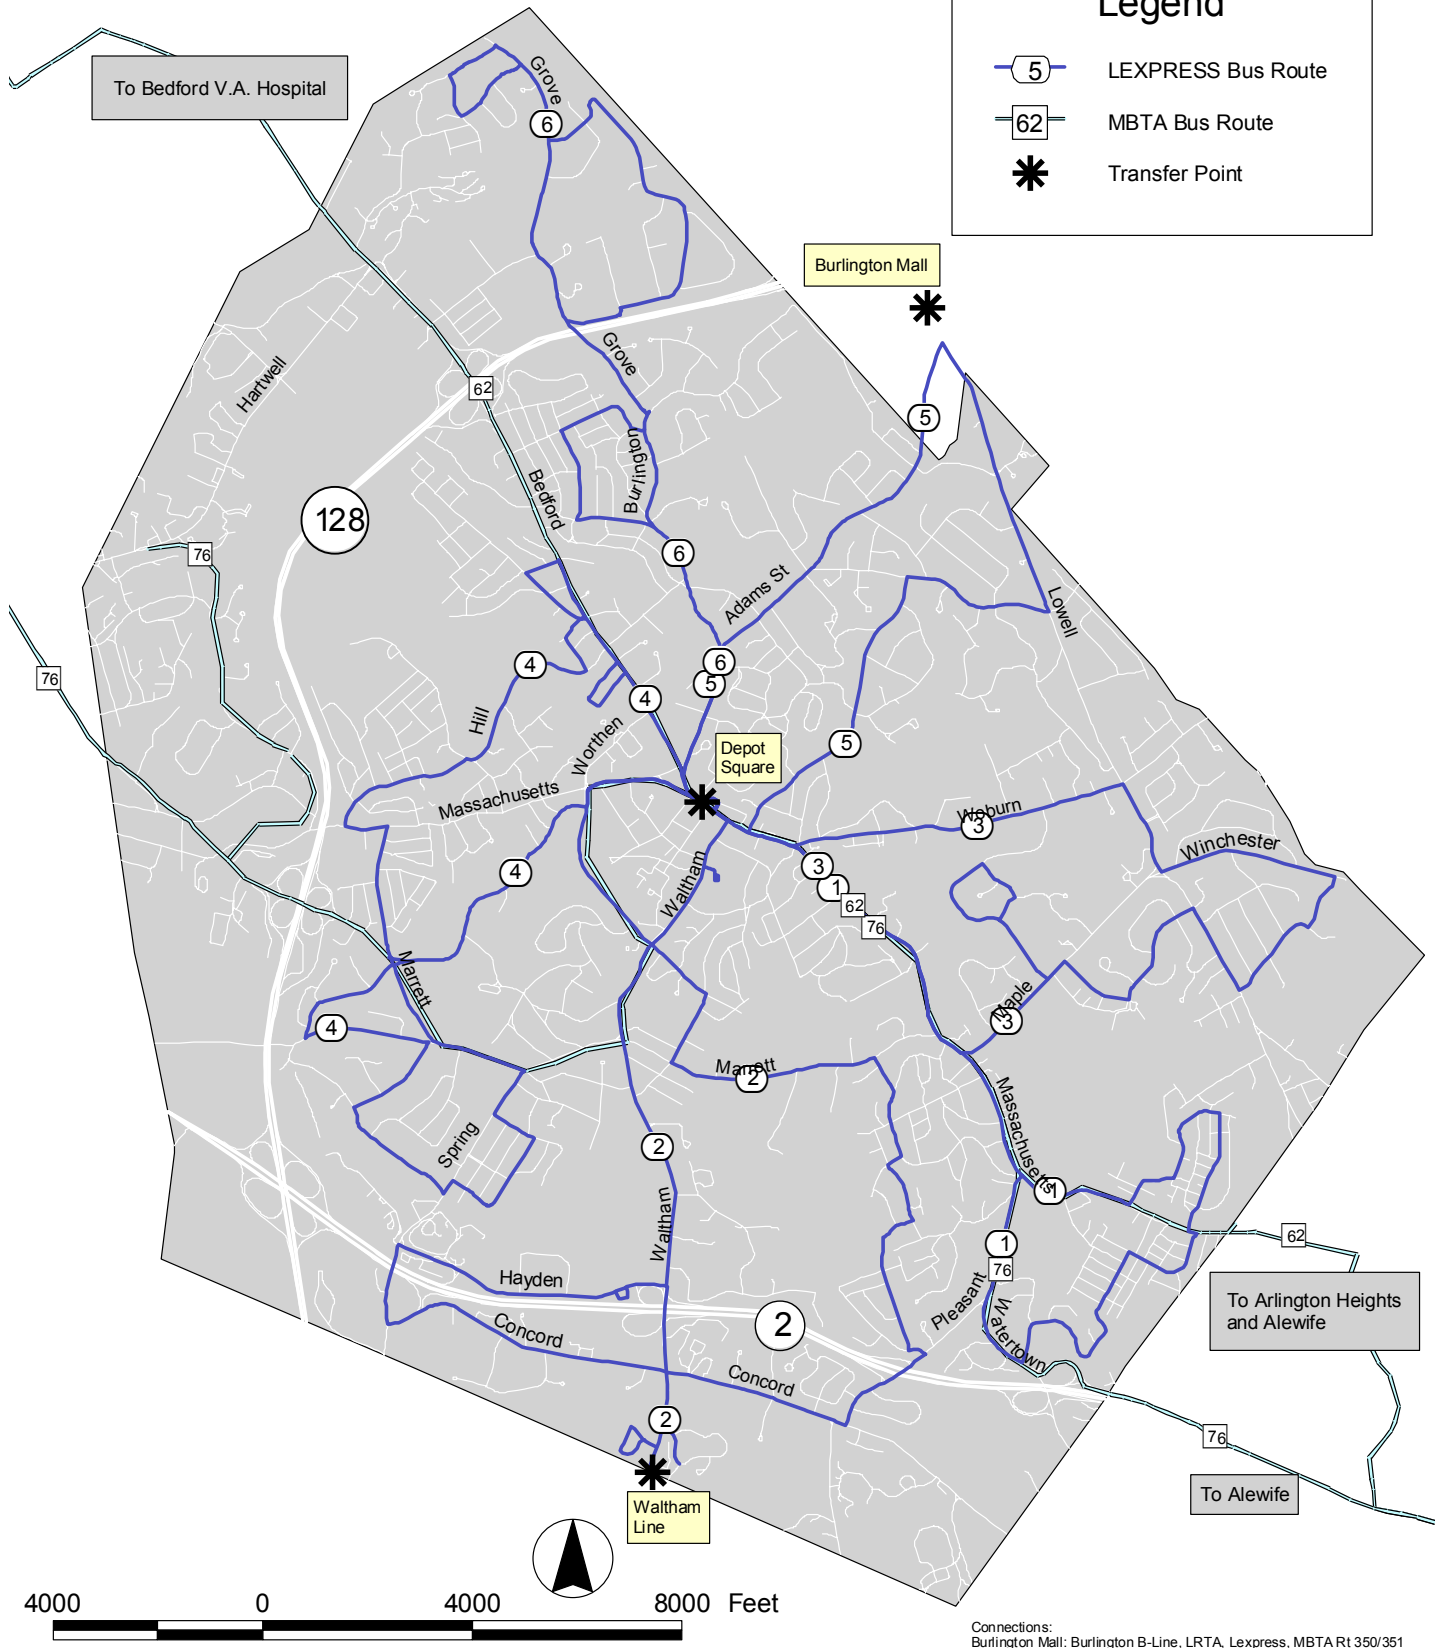 Legend
5 LEXPRESS Bus Route
62 MBTA Bus Route
Transfer Point
To Bedford V.A. Hospital
Grove
6
Burlington Mall
Grove
Hartwell
62
5
Burlington
Bedford
128
76
6
Adams St
Lowell
4
6
5
76
4
Hill
Worthen
5
Depot
Square
Massachusetts
Woburn
3
Winchester
4
3
Waltham
1
62
76
Marrett
Maple
3
4
Marrett
2
Massachusetts
Spring
2
1
Waltham
62
1
76
Hayden
Pleasant
To Arlington Heights
and Alewife
Watertown
2
Concord
Concord
2
76
To Alewife
Waltham
Line
4000 0 4000 8000 Feet
Connections:
Burlington Mall: Burlington B-Line, LRTA, Lexpress, MBTA Rt 350/351